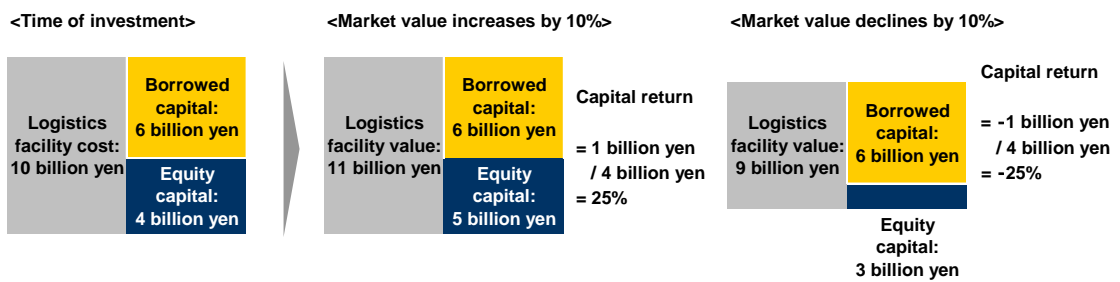 <Time of investment>
Logistics
facility cost:
10 billion yen
Borrowed
capital:
6 billion yen
Equity
capital:
4 billion yen
<Market value increases by 10%>
Logistics
facility value:
11 billion yen
Borrowed
capital:
6 billion yen
Equity
capital:
5 billion yen
Capital return
= 1 billion yen
/ 4 billion yen
= 25%
<Market value declines by 10%>
Logistics
facility value:
9 billion yen
Borrowed
capital:
6 billion yen
Equity
capital:
3 billion yen
Capital return
= -1 billion yen
/ 4 billion yen
= -25%